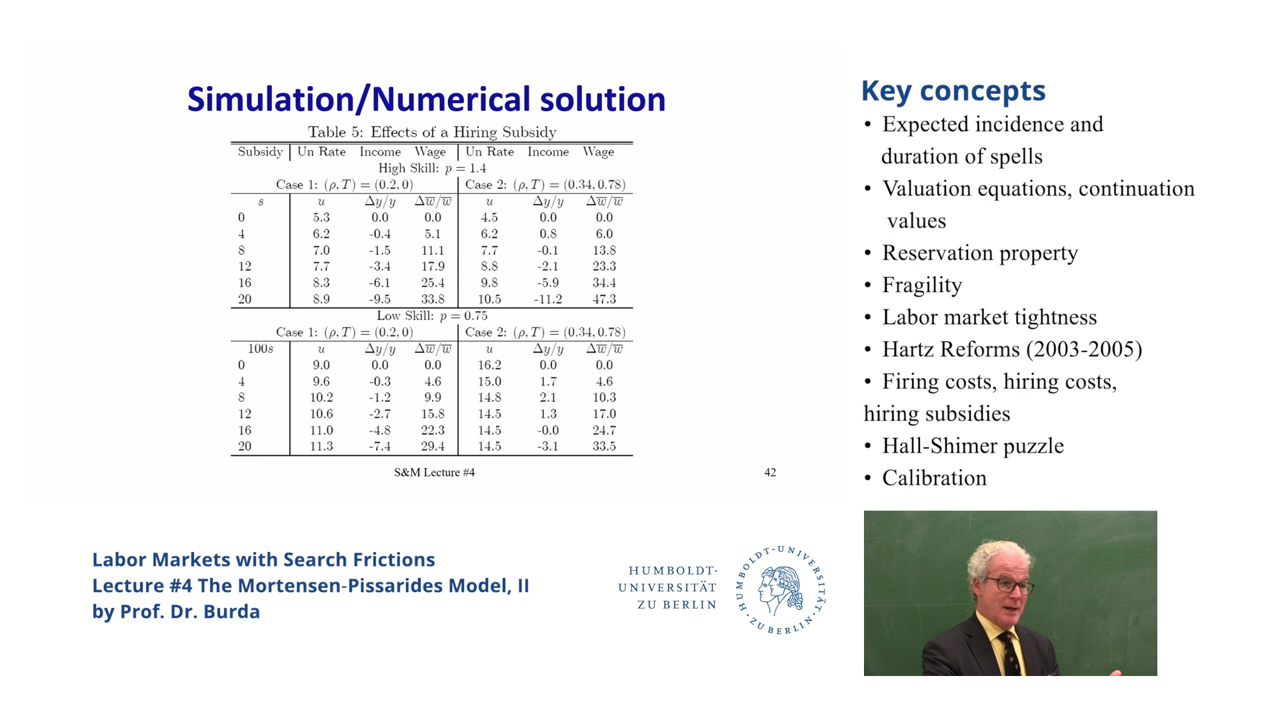 Simulation/Numerical solution
Table 5: Effects of a Hiring Subsidy
Subsidy Un Rate Income Wage Un Rate Income Wage
High Skill: p = 1.4
Case 1: (ρ, T) = (0.2, 0) Case 2: (ρ, T) = (0.34, 0.78)
s u Δy/y Δw̅/w̅ u Δy/y Δw̅/w̅
0 5.3 0.0 0.0 4.5 0.0 0.0
4 6.2 -0.4 5.1 6.2 0.8 6.0
8 7.0 -1.5 11.1 7.7 -0.1 13.8
12 7.7 -3.4 17.9 8.8 -2.1 23.3
16 8.3 -6.1 25.4 9.8 -5.9 34.4
20 8.9 -9.5 33.8 10.5 -11.2 47.3
Low Skill: p = 0.75
Case 1: (ρ, T) = (0.2, 0) Case 2: (ρ, T) = (0.34, 0.78)
100s u Δy/y Δw̅/w̅ u Δy/y Δw̅/w̅
0 9.0 0.0 0.0 16.2 0.0 0.0
4 9.6 -0.3 4.6 15.0 1.7 4.6
8 10.2 -1.2 9.9 14.8 2.1 10.3
12 10.6 -2.7 15.8 14.5 1.3 17.0
16 11.0 -4.8 22.3 14.5 -0.0 24.7
20 11.3 -7.4 29.4 14.5 -3.1 33.5
S&M Lecture #4 42
Key concepts
• Expected incidence and
duration of spells
• Valuation equations, continuation
values
• Reservation property
• Fragility
• Labor market tightness
• Hartz Reforms (2003-2005)
• Firing costs, hiring costs,
hiring subsidies
• Hall-Shimer puzzle
• Calibration
Labor Markets with Search Frictions
Lecture #4 The Mortensen-Pissarides Model, II
by Prof. Dr. Burda
HUMBOLDT-
UNIVERSITÄT
ZU BERLIN
HUMBOLDT-UNIVERSITÄT ZU BERLIN